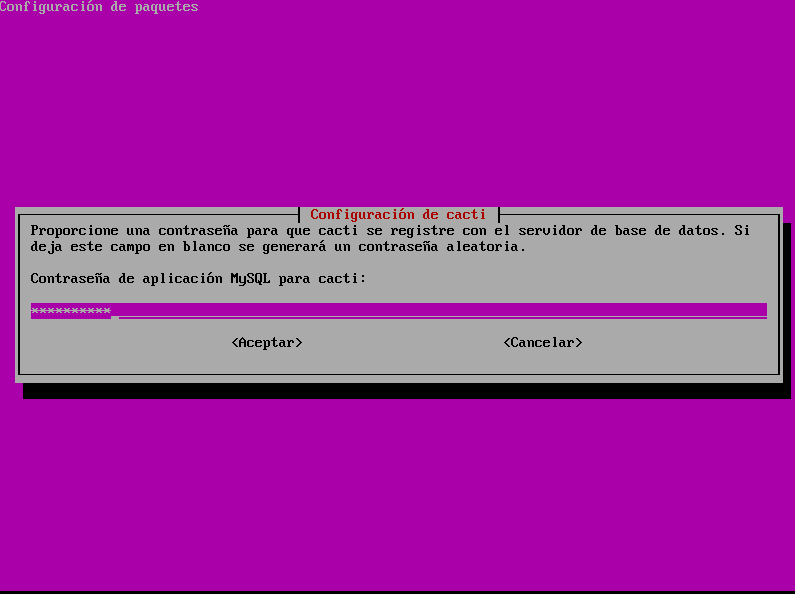 Configuración de paquetes
Configuración de cacti
Proporcione una contraseña para que cacti se registre con el servidor de base de datos. Si
deja este campo en blanco se generará un contraseña aleatoria.
Contraseña de aplicación MySQL para cacti:
**********
<Aceptar> <Cancelar>